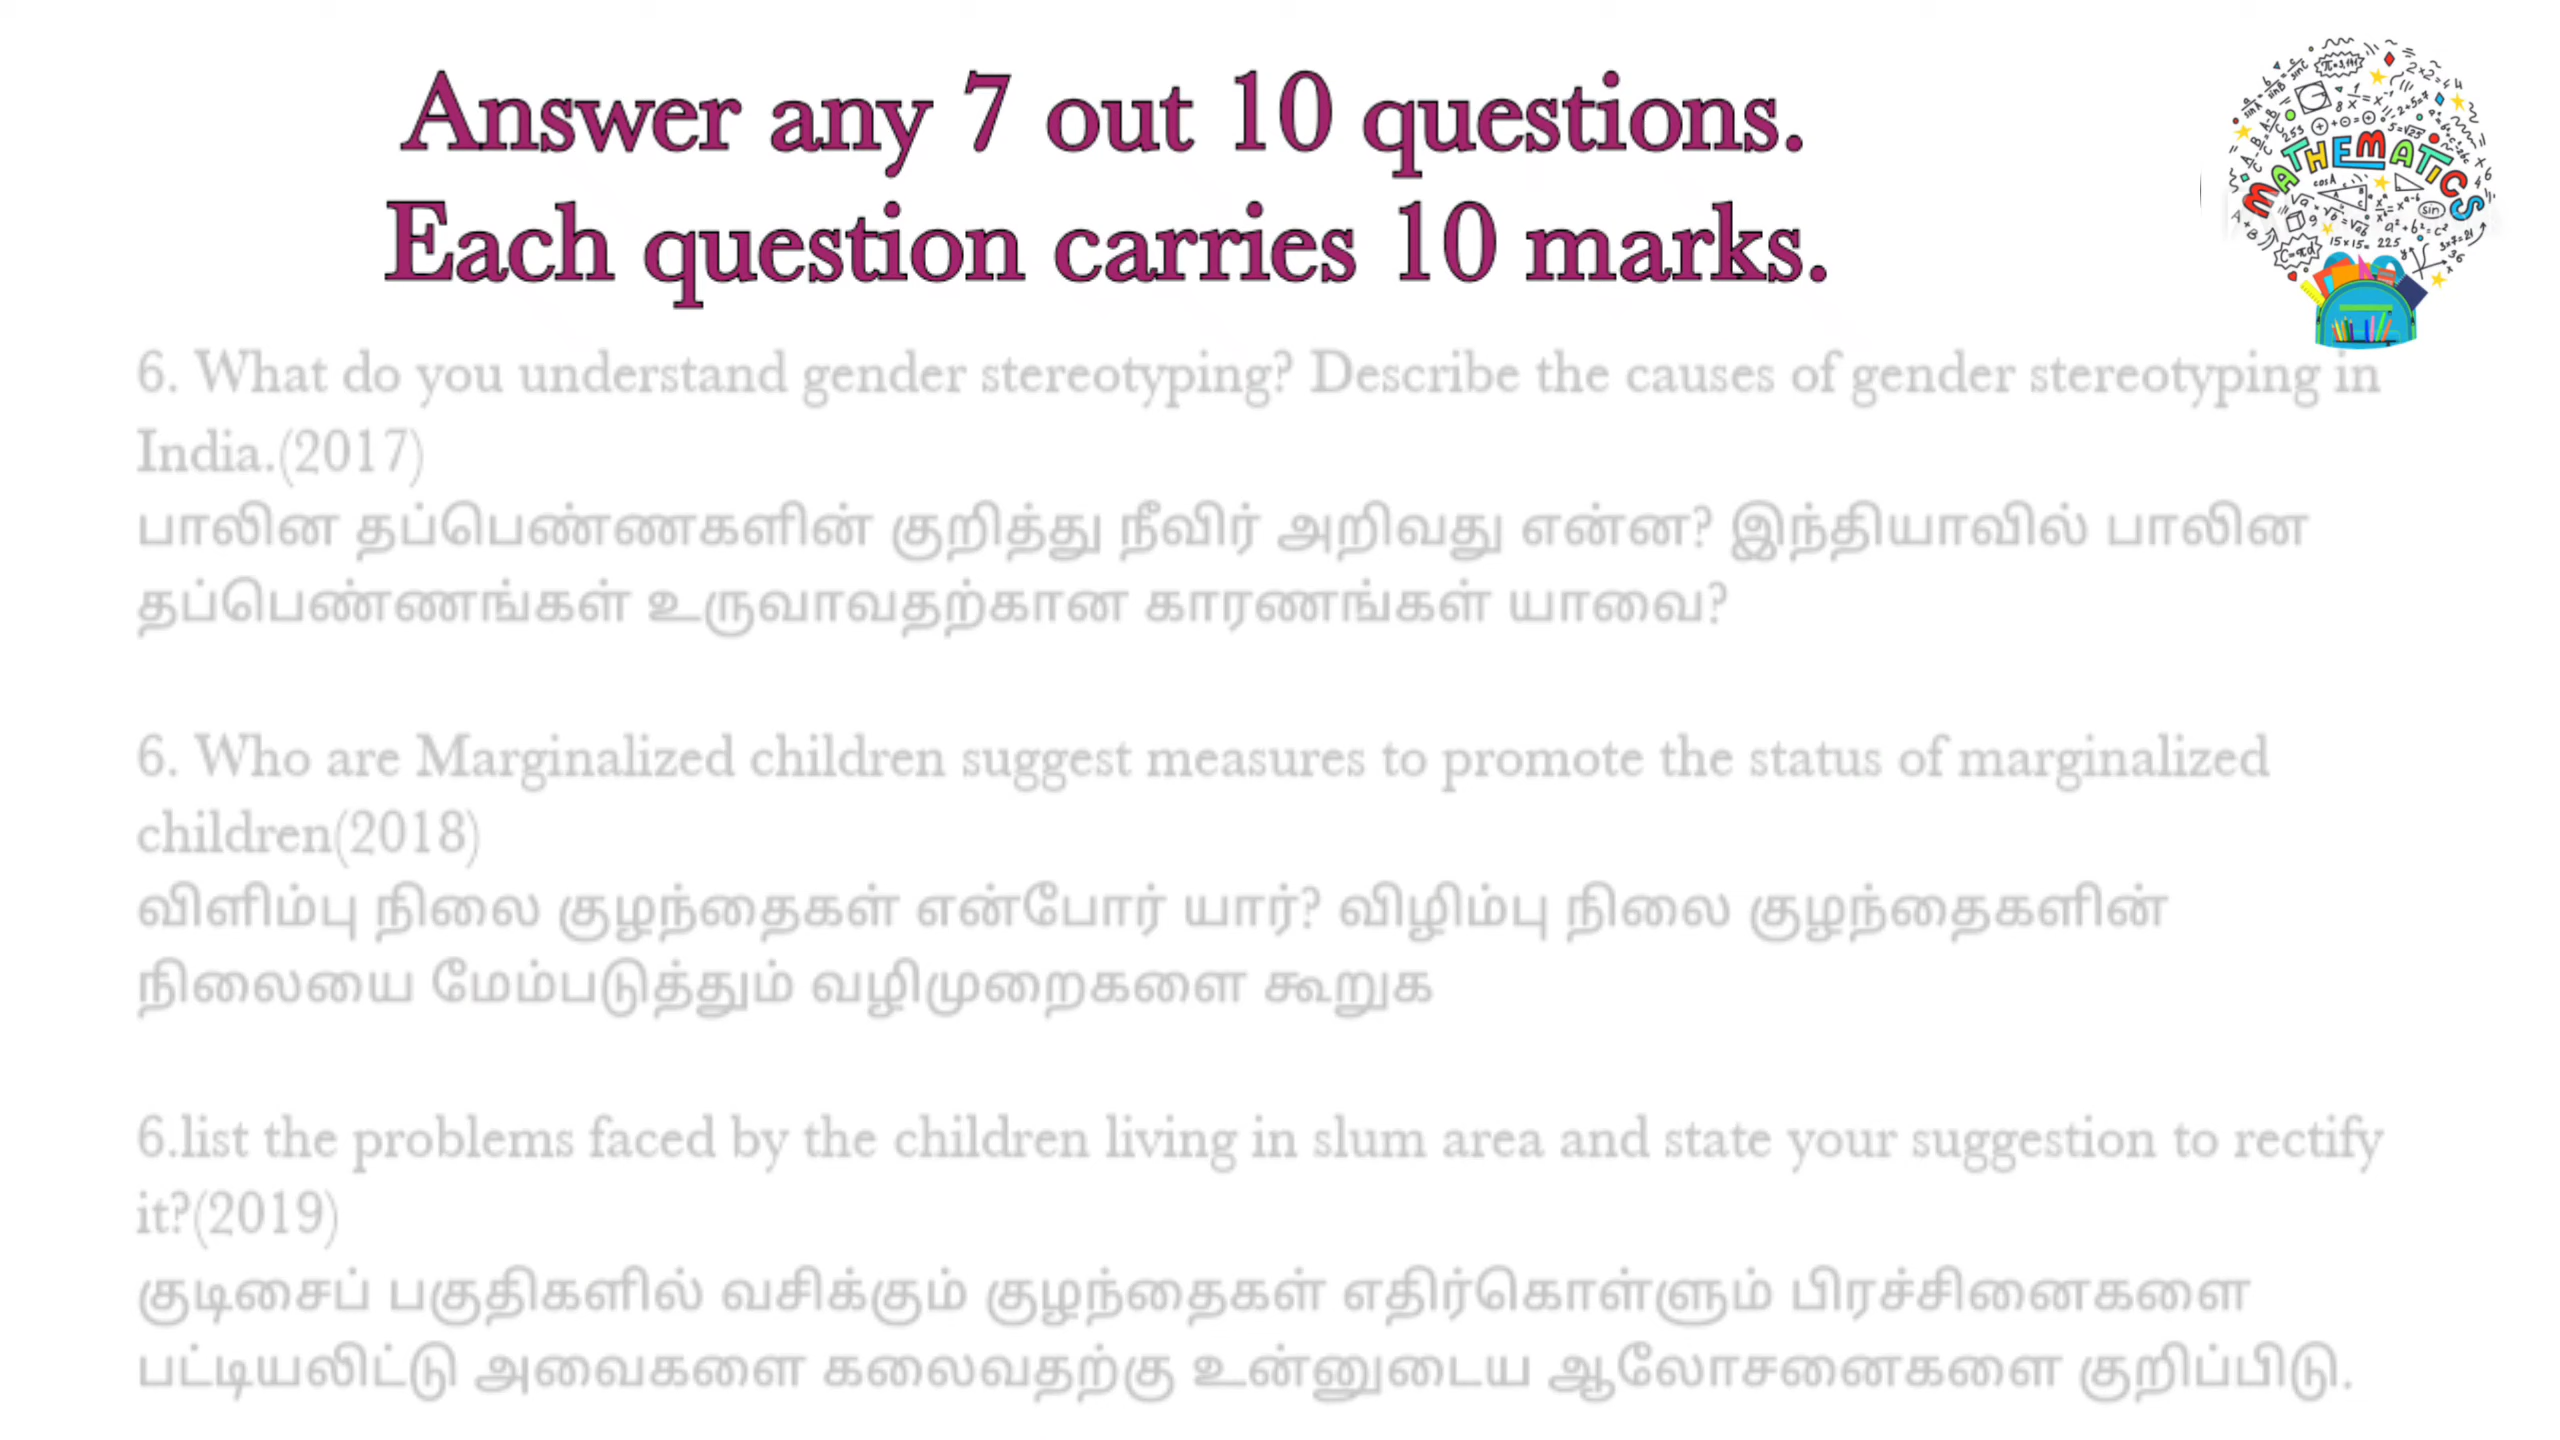 Answer any 7 out 10 questions.
Each question carries 10 marks.
MATHEMATICS
6. What do you understand gender stereotyping? Describe the causes of gender stereotyping in
India.(2017)
பாலின தப்பெண்ணகளின் குறித்து நீவிர் அறிவது என்ன? இந்தியாவில் பாலின
தப்பெண்ணங்கள் உருவாவதற்கான காரணங்கள் யாவை?
6. Who are Marginalized children suggest measures to promote the status of marginalized
children(2018)
விளிம்பு நிலை குழந்தைகள் என்போர் யார்? விழிம்பு நிலை குழந்தைகளின்
நிலையை மேம்படுத்தும் வழிமுறைகளை கூறுக
6.list the problems faced by the children living in slum area and state your suggestion to rectify
it?(2019)
குடிசைப் பகுதிகளில் வசிக்கும் குழந்தைகள் எதிர்கொள்ளும் பிரச்சினைகளை
பட்டியலிட்டு அவைகளை கலைவதற்கு உன்னுடைய ஆலோசனைகளை குறிப்பிடு.